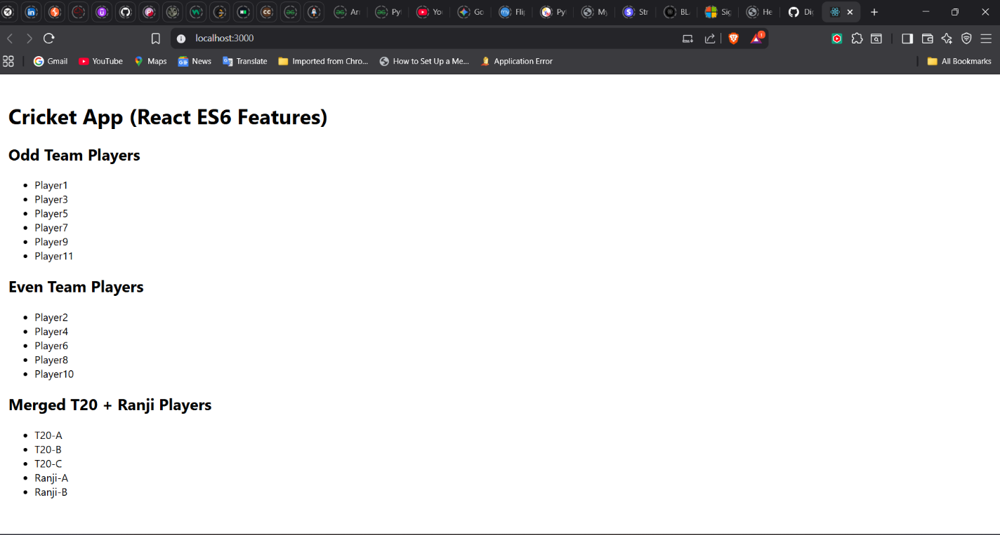 Ar
Py
Yo
Go
Fli
Py
My
Str
BL
Sig
He
Di
localhost:3000
1
Gmail
YouTube
Maps
News
Translate
Imported from Chro...
How to Set Up a Me...
Application Error
All Bookmarks
Cricket App (React ES6 Features)
Odd Team Players
Player1
Player3
Player5
Player7
Player9
Player11
Even Team Players
Player2
Player4
Player6
Player8
Player10
Merged T20 + Ranji Players
T20-A
T20-B
T20-C
Ranji-A
Ranji-B